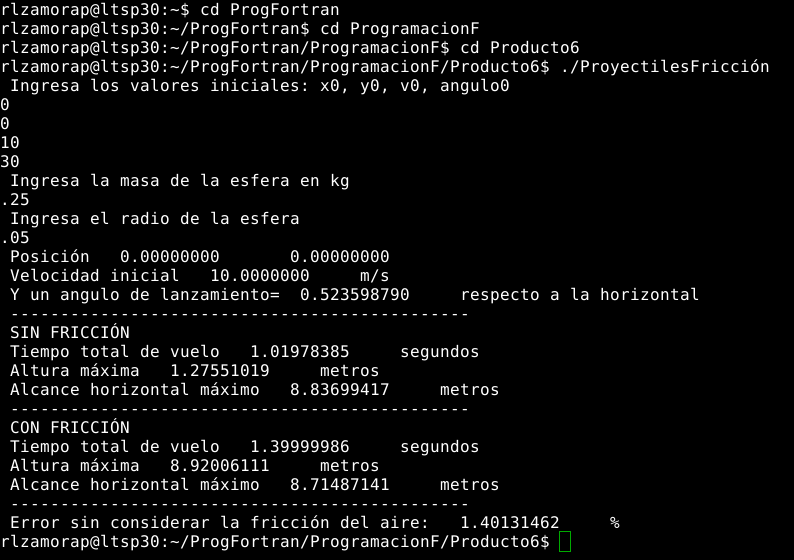 rlzamorap@ltsp30:~$ cd ProgFortran
rlzamorap@ltsp30:~/ProgFortran$ cd ProgramacionF
rlzamorap@ltsp30:~/ProgFortran/ProgramacionF$ cd Producto6
rlzamorap@ltsp30:~/ProgFortran/ProgramacionF/Producto6$ ./ProyectilesFricción
Ingresa los valores iniciales: x0, y0, v0, angulo0
0
0
10
30
Ingresa la masa de la esfera en kg
.25
Ingresa el radio de la esfera
.05
Posición   0.00000000       0.00000000
Velocidad inicial   10.0000000     m/s
Y un angulo de lanzamiento=  0.523598790     respecto a la horizontal
----------------------------------------------
SIN FRICCIÓN
Tiempo total de vuelo   1.01978385     segundos
Altura máxima   1.27551019     metros
Alcance horizontal máximo   8.83699417     metros
----------------------------------------------
CON FRICCIÓN
Tiempo total de vuelo   1.39999986     segundos
Altura máxima   8.92006111     metros
Alcance horizontal máximo   8.71487141     metros
----------------------------------------------
Error sin considerar la fricción del aire:   1.40131462     %
rlzamorap@ltsp30:~/ProgFortran/ProgramacionF/Producto6$